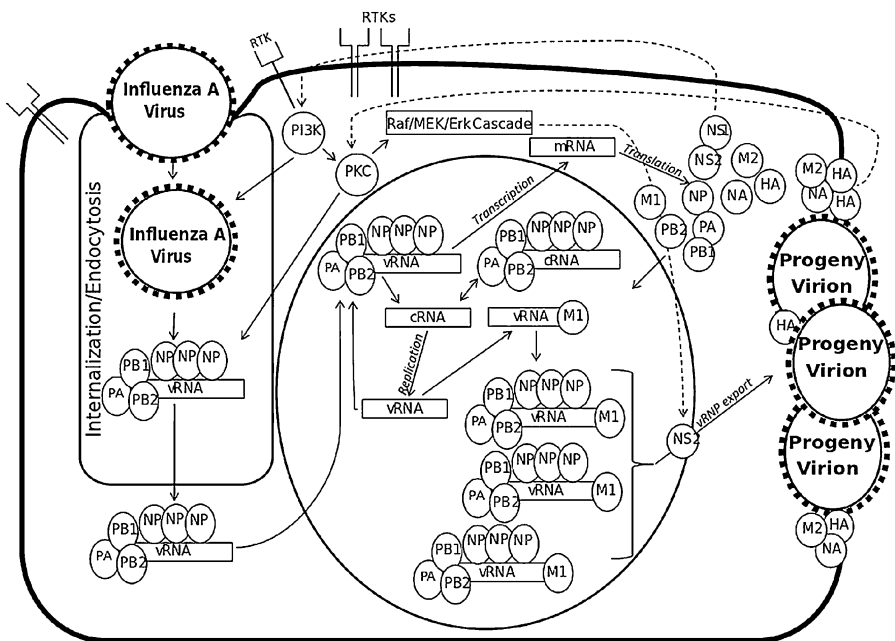 RTKs
RTK
Influenza A
Virus
PI3K
Raf/MEK/Erk Cascade
PKC
mRNA
Translation
NS1
NS2
M2
NA
HA
NP
M1
PB2
PA
PB1
M2
HA
NA
HA
Influenza A
Virus
Internalization/Endocytosis
Transcription
NP
NP
NP
PB1
vRNA
PA
PB2
NP
NP
NP
PB1
cRNA
PA
PB2
Progeny
Virion
cRNA
vRNA
M1
HA
Replication
Progeny
Virion
NP
NP
NP
PB1
vRNA
PA
PB2
vRNA
NP
NP
NP
PB1
vRNA
M1
PA
PB2
NS2
vRNP export
Progeny
Virion
NP
NP
NP
PB1
vRNA
M1
PA
PB2
NP
NP
NP
PB1
vRNA
PA
PB2
NP
NP
NP
PB1
vRNA
M1
PA
PB2
M2
HA
NA